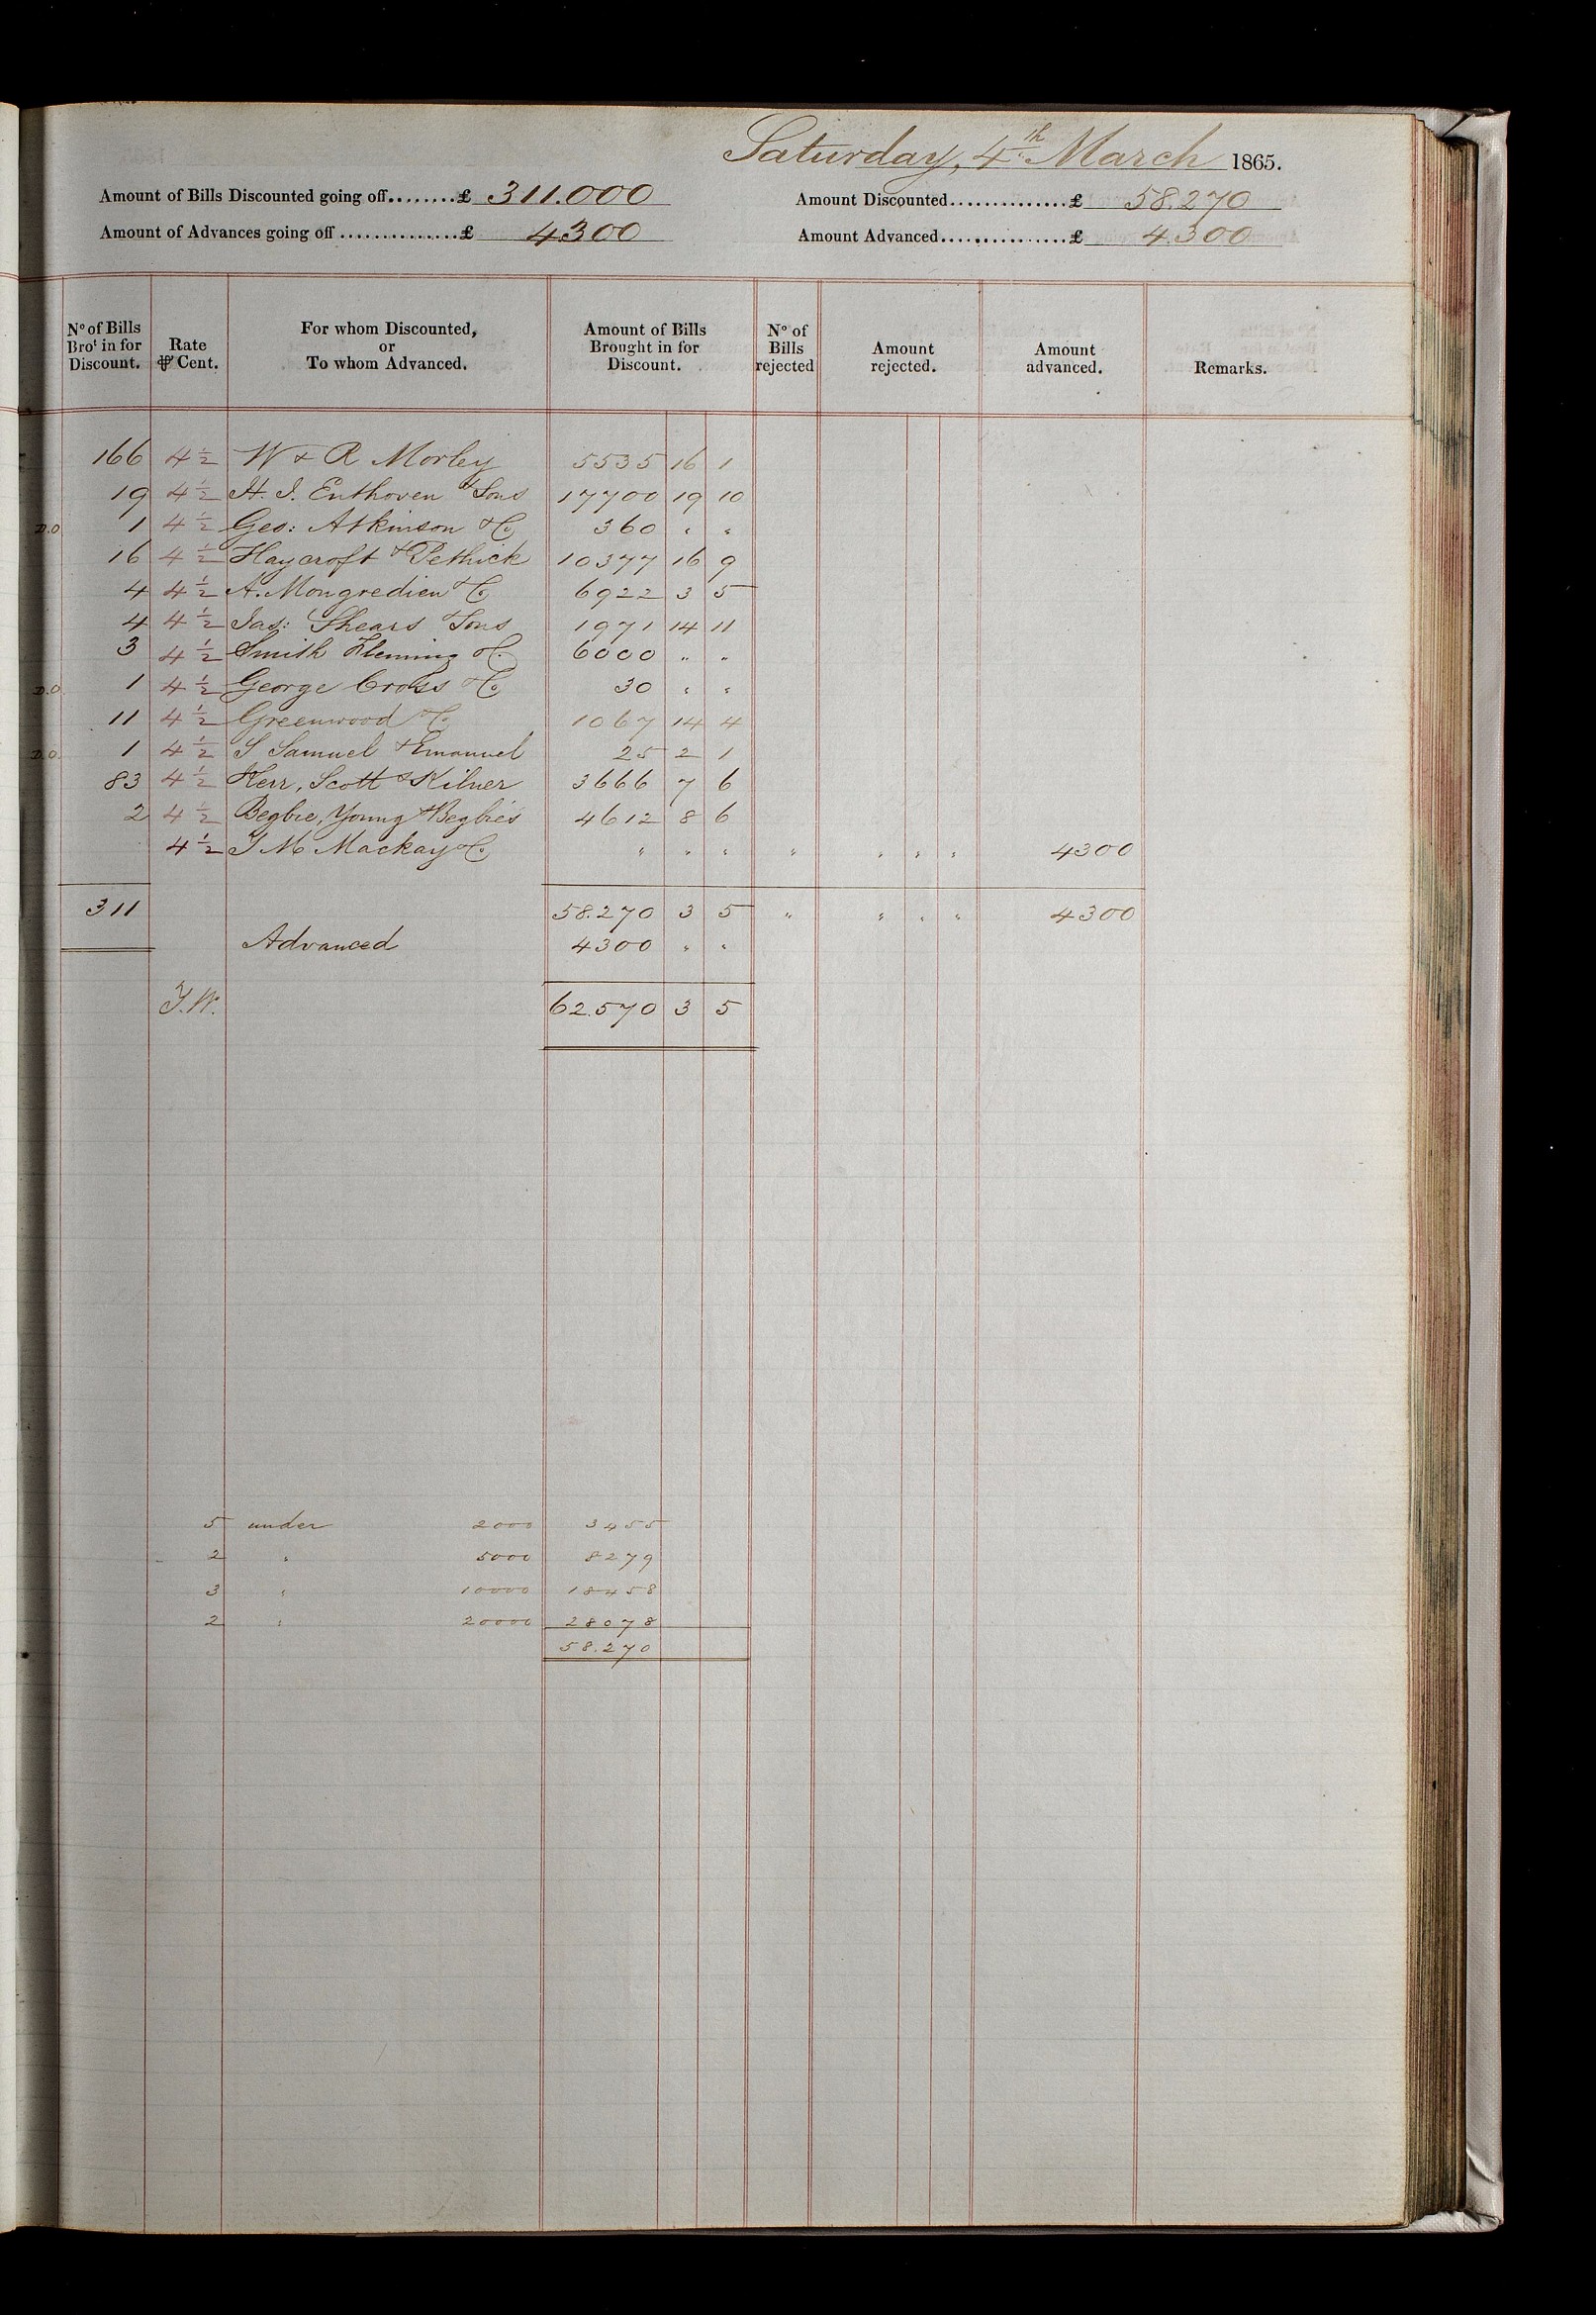 Saturday, 4th March 1865.
Amount of Bills Discounted going off........£ 311.000 Amount Discounted..............£ 58.270
Amount of Advances going off ...............£ 4300 Amount Advanced...............£ 4.300
No of Bills Brot in for Discount. Rate ⅌ Cent. For whom Discounted, or To whom Advanced. Amount of Bills Brought in for Discount. No of Bills rejected Amount rejected. Amount advanced. Remarks.
166 4½ W & R Morley 5535 16 1
19 4½ H. J. Enthoven & Sons 17700 19 10
D.O. 1 4½ Geo: Atkinson & Co 360 " "
16 4½ Haycroft & Pethick 10377 16 9
4 4½ A. Mongredien & Co 6922 3 5
4 4½ Jas: Shears & Sons 1971 14 11
3 4½ Smith Fleming & Co. 6000 " "
D.O. 1 4½ George Cross & Co 30 " "
11 4½ Greenwood & Co 1067 14 4
D.O. 1 4½ S Samuel & Emanuel 25 2 1
83 4½ Kerr, Scott & Kilner 3666 7 6
2 4½ Begbie, Young & Begbies 4612 8 6
4½ T M Mackay & Co " " " " " " " 4300
311 58.270 3 5 " " " " 4300
Advanced 4300 " "
J.W. 62.570 3 5
5 under 2000 3455
2 " 5000 8279
3 " 10000 18458
2 " 20000 28078
58.270